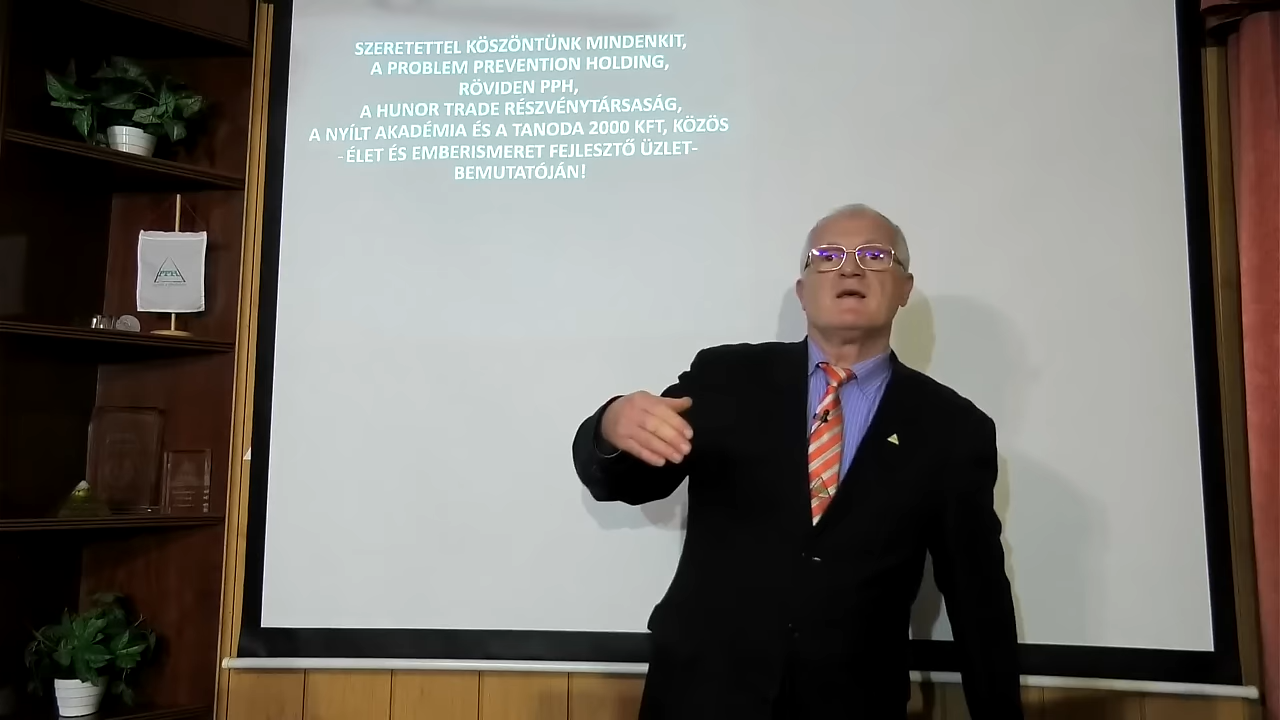 SZERETETTEL KÖSZÖNTÜNK MINDENKIT,
A PROBLEM PREVENTION HOLDING,
RÖVIDEN PPH,
A HUNOR TRADE RÉSZVÉNYTÁRSASÁG,
A NYÍLT AKADÉMIA ÉS A TANODA 2000 KFT, KÖZÖS
- ÉLET ÉS EMBERISMERET FEJLESZTŐ ÜZLET-
BEMUTATÓJÁN!
PPH